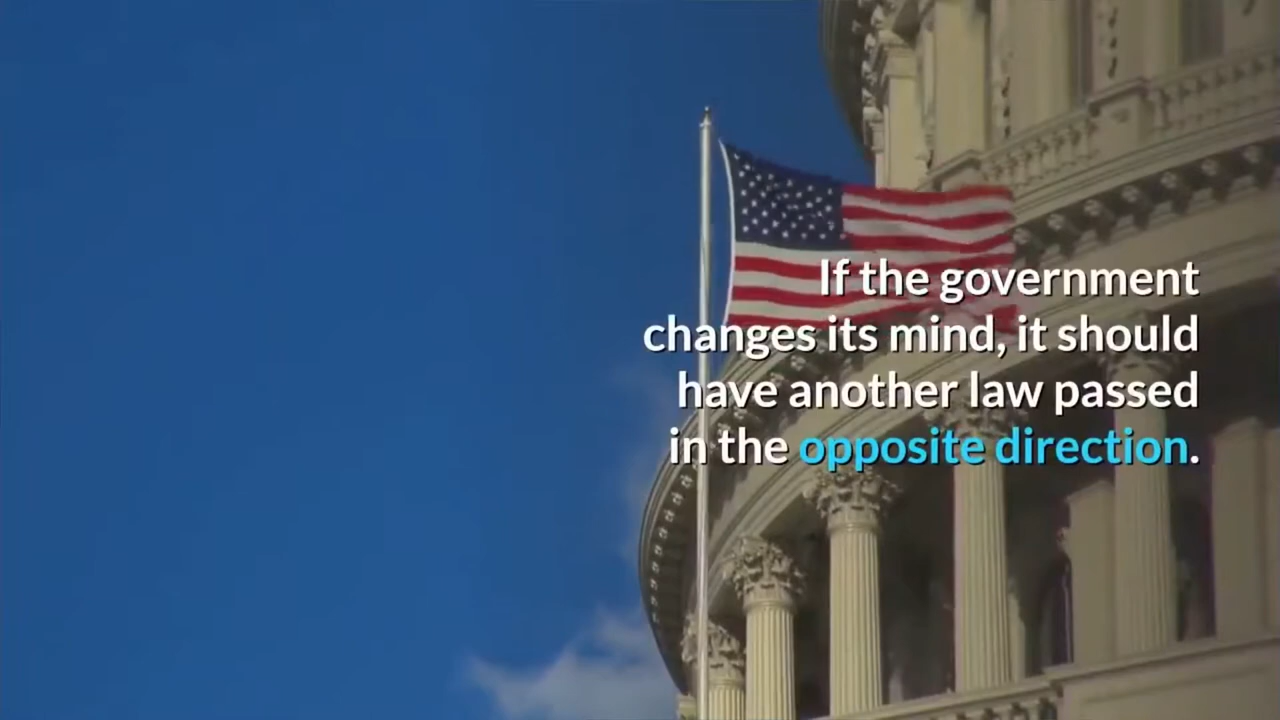 If the government
changes its mind, it should
have another law passed
in the opposite direction.